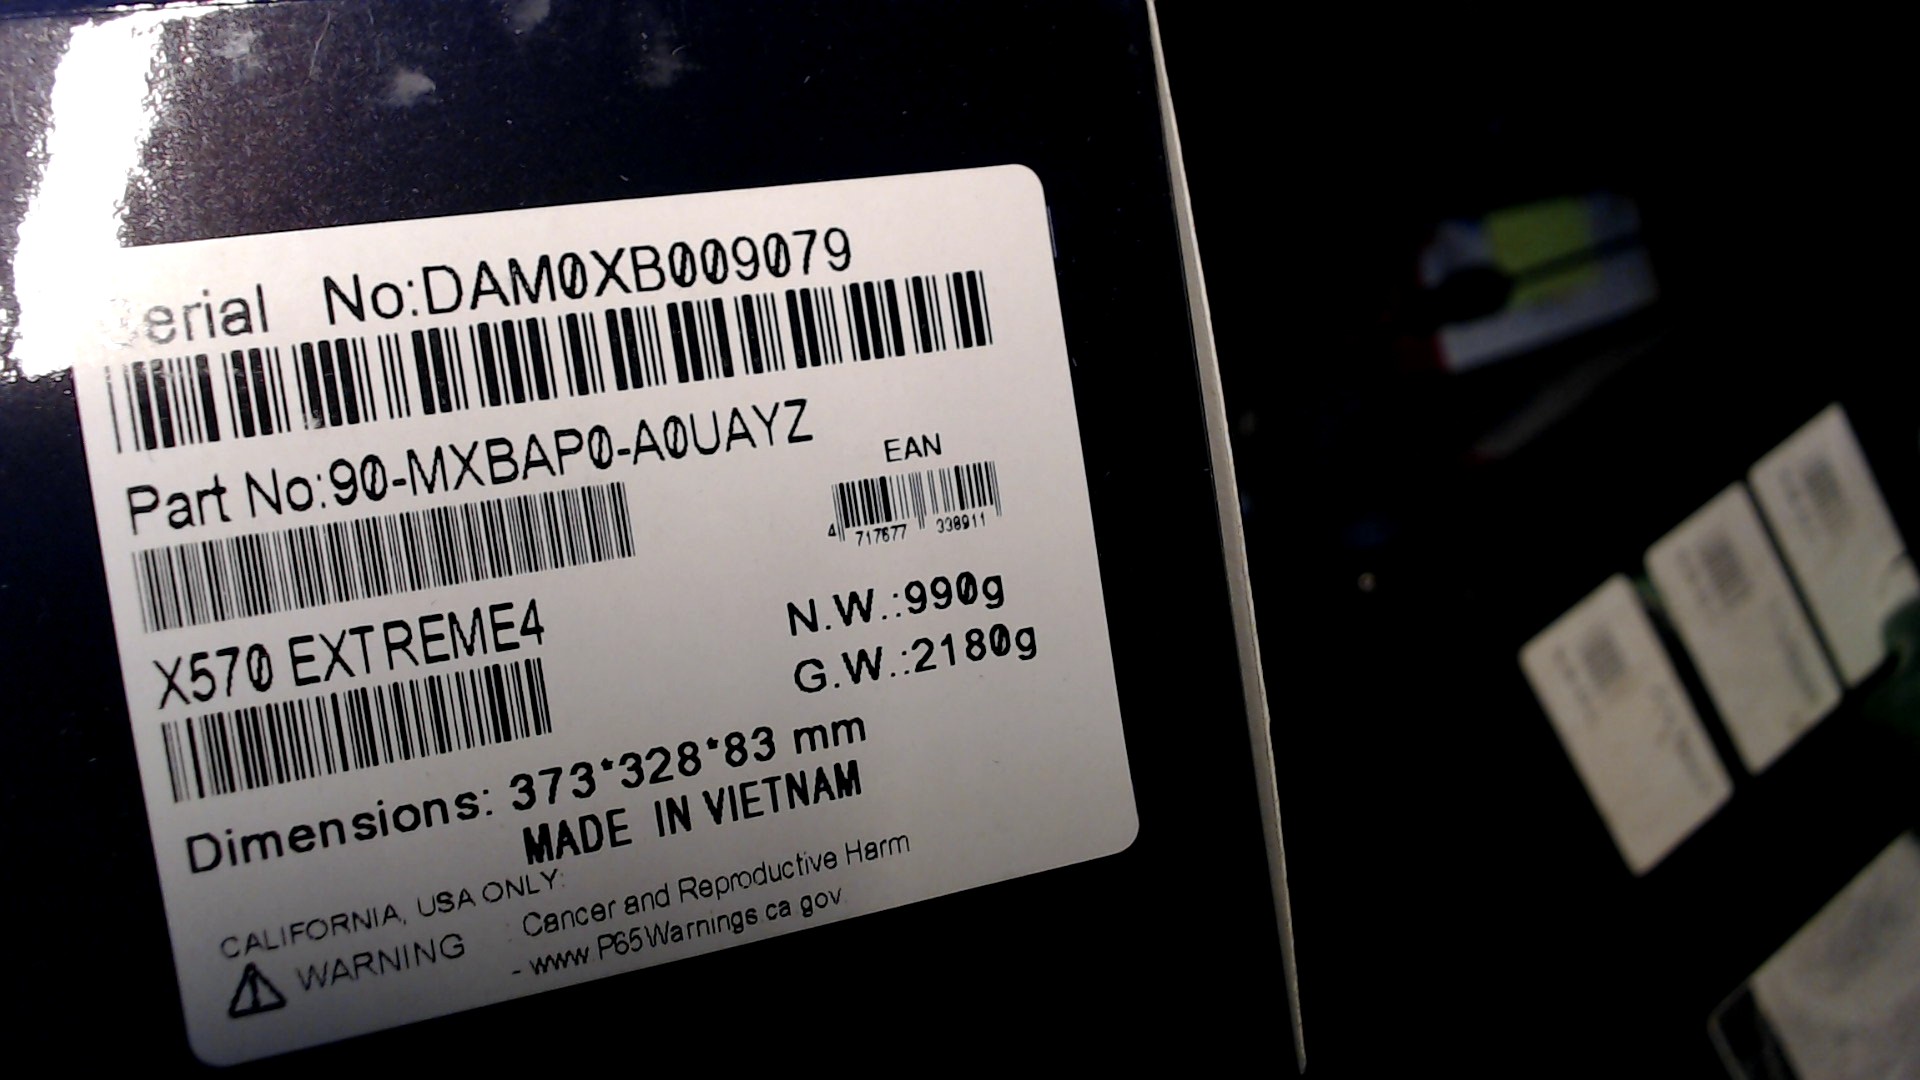 Serial No:DAM0XB009079
Part No:90-MXBAP0-A0UAYZ
EAN
4 717677 338911
X570 EXTREME4
N.W.:990g
G.W.:2180g
Dimensions: 373*328*83 mm
MADE IN VIETNAM
CALIFORNIA, USA ONLY:
WARNING
Cancer and Reproductive Harm
- www.P65Warnings.ca.gov